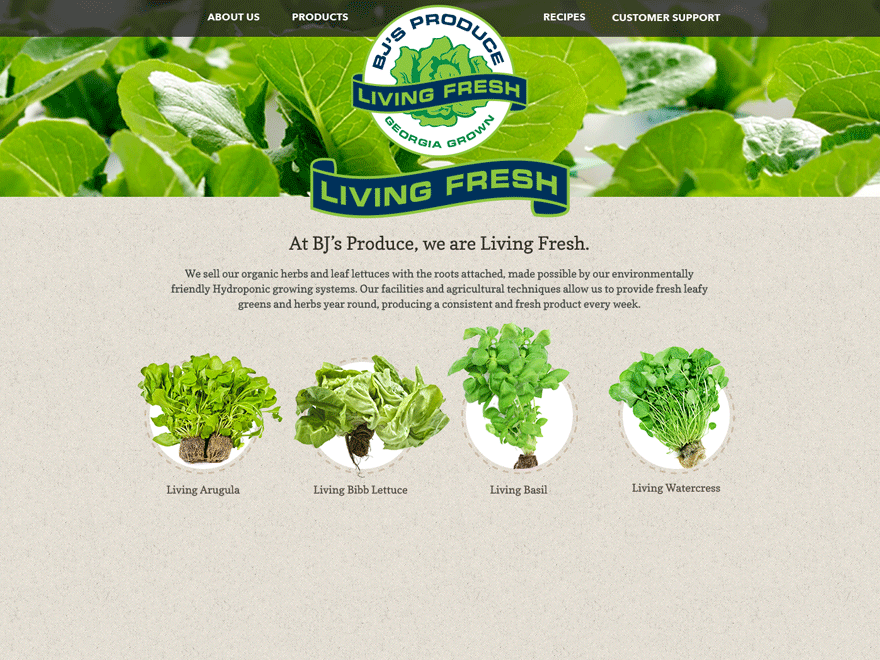 ABOUT US
PRODUCTS
RECIPES
CUSTOMER SUPPORT
BJ'S PRODUCE
LIVING FRESH
GEORGIA GROWN
LIVING FRESH
At BJ’s Produce, we are Living Fresh.
We sell our organic herbs and leaf lettuces with the roots attached, made possible by our environmentally
friendly Hydroponic growing systems. Our facilities and agricultural techniques allow us to provide fresh leafy
greens and herbs year round, producing a consistent and fresh product every week.
Living Arugula
Living Bibb Lettuce
Living Basil
Living Watercress